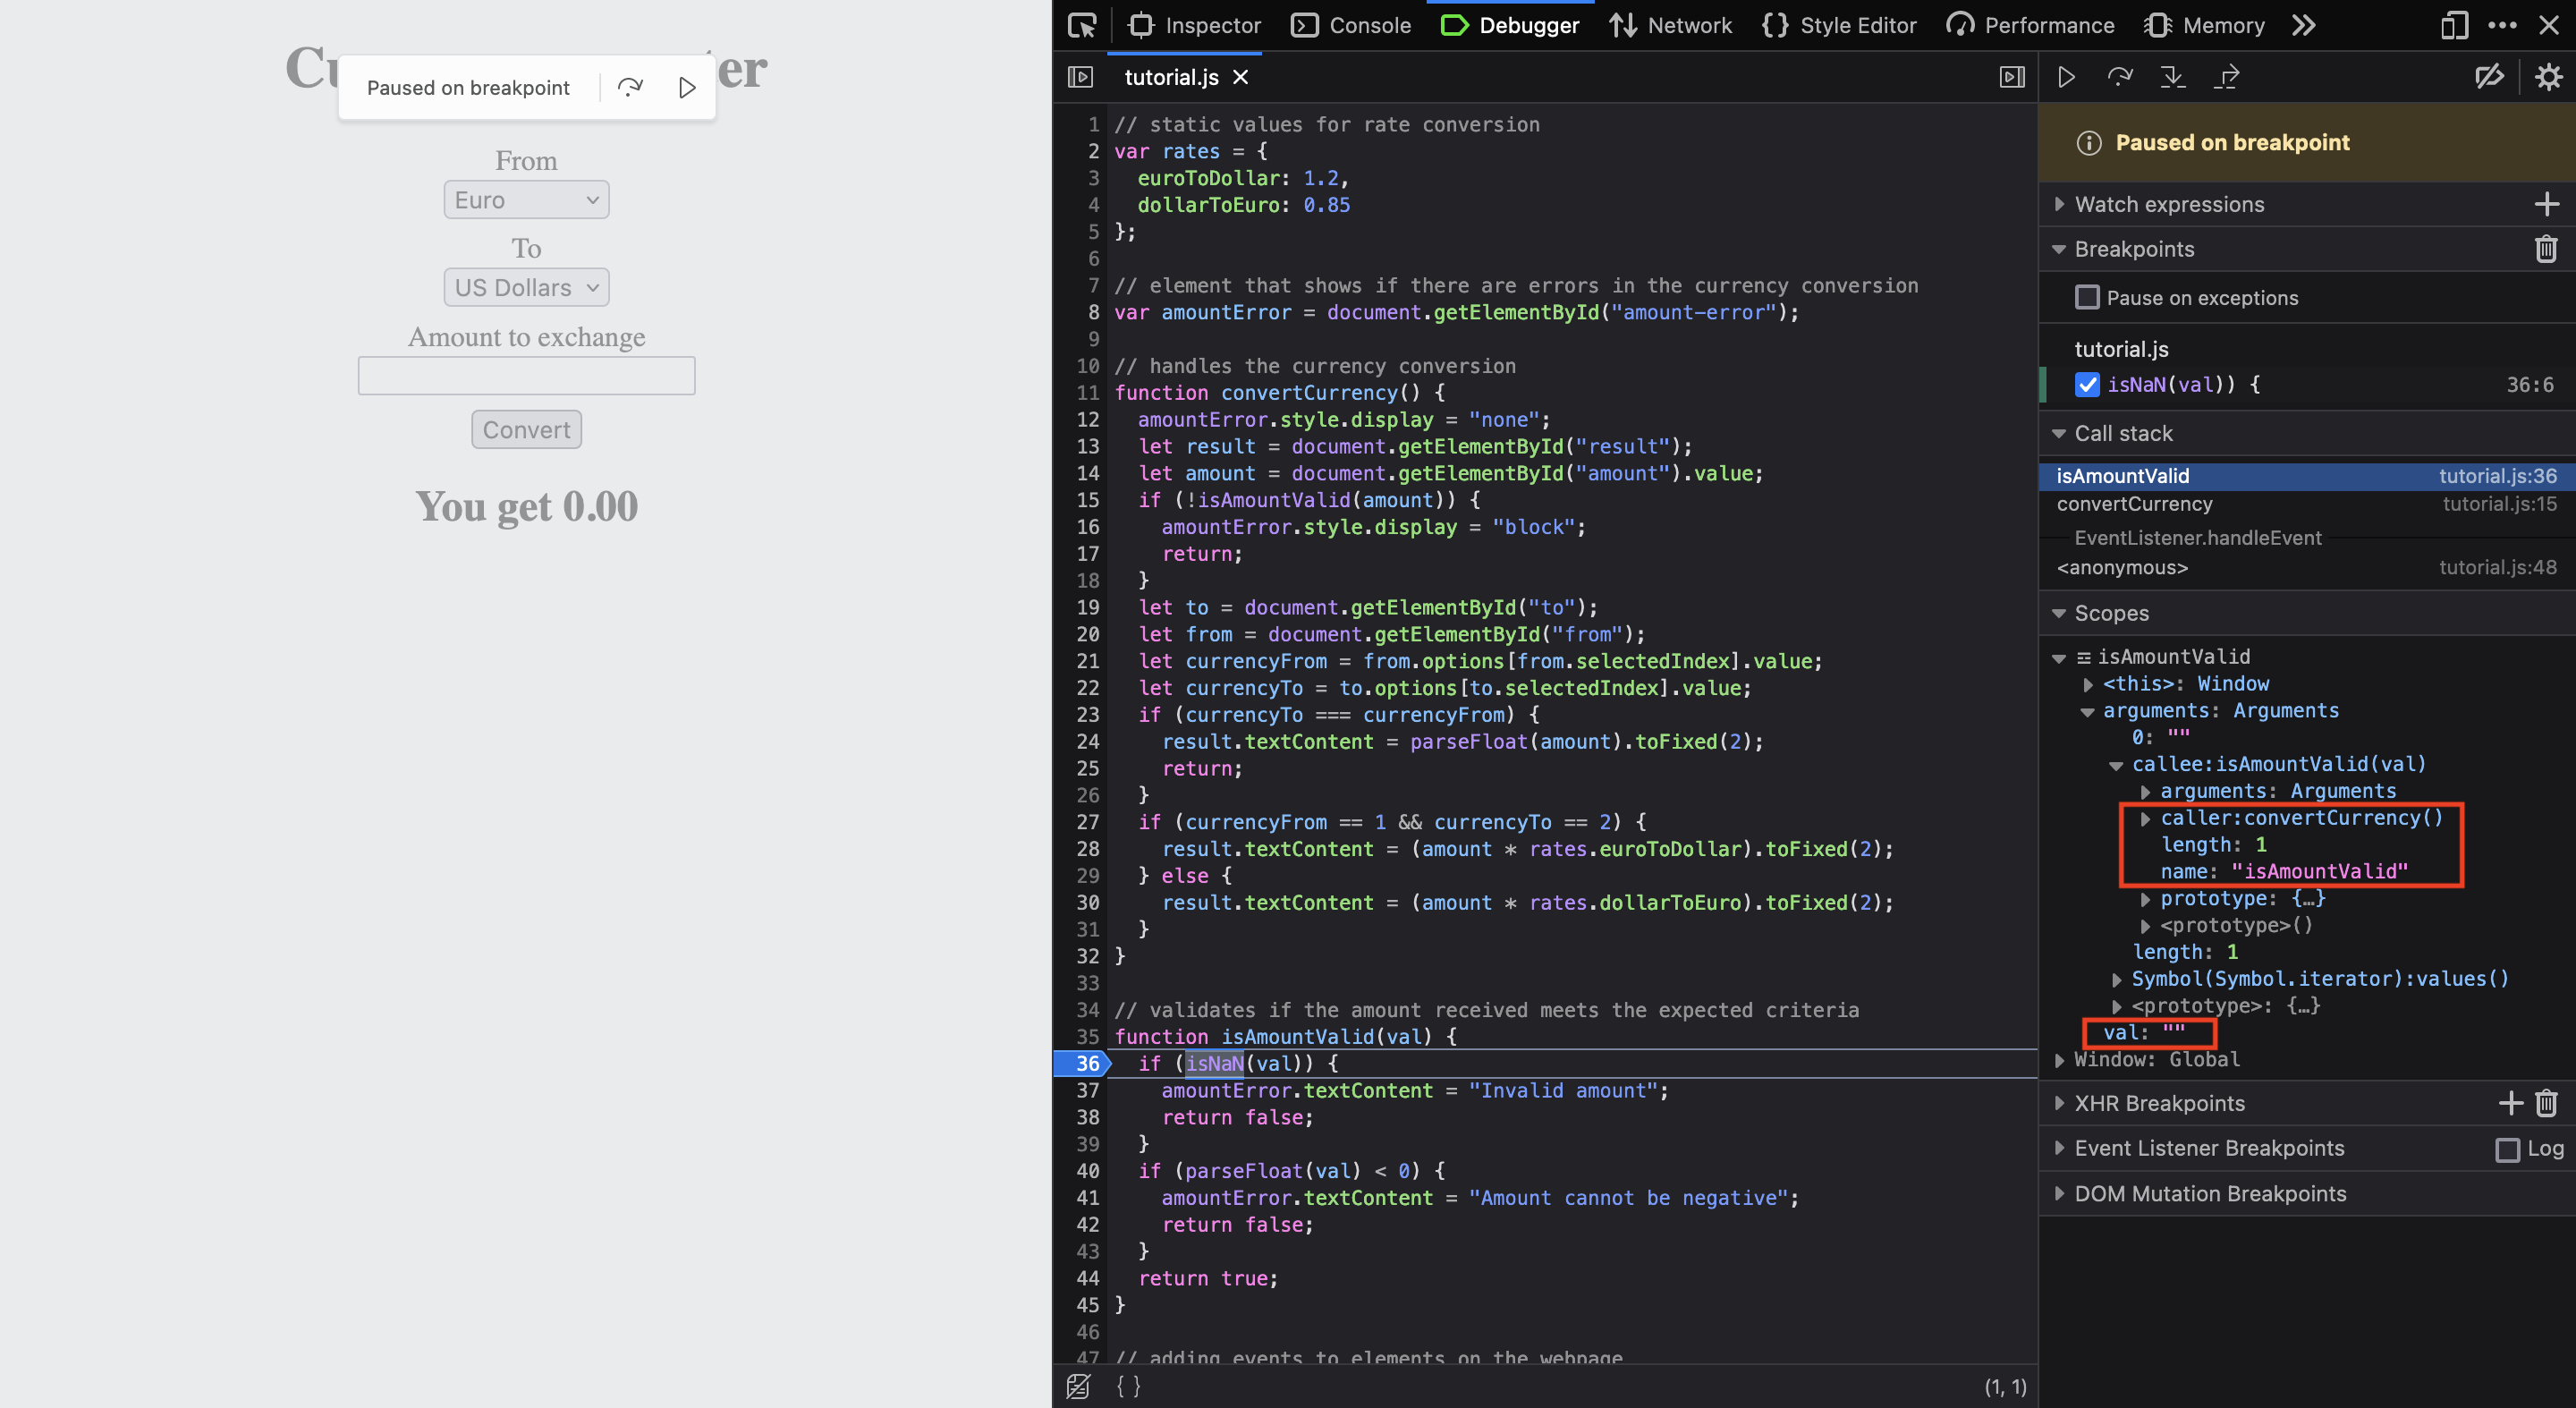 Cu
er
Paused on breakpoint
From
Euro
To
US Dollars
Amount to exchange
Convert
You get 0.00
Inspector
Console
Debugger
Network
Style Editor
Performance
Memory
tutorial.js
1 // static values for rate conversion
2 var rates = {
3 euroToDollar: 1.2,
4 dollarToEuro: 0.85
5 };
6
7 // element that shows if there are errors in the currency conversion
8 var amountError = document.getElementById("amount-error");
9
10 // handles the currency conversion
11 function convertCurrency() {
12 amountError.style.display = "none";
13 let result = document.getElementById("result");
14 let amount = document.getElementById("amount").value;
15 if (!isAmountValid(amount)) {
16 amountError.style.display = "block";
17 return;
18 }
19 let to = document.getElementById("to");
20 let from = document.getElementById("from");
21 let currencyFrom = from.options[from.selectedIndex].value;
22 let currencyTo = to.options[to.selectedIndex].value;
23 if (currencyTo === currencyFrom) {
24 result.textContent = parseFloat(amount).toFixed(2);
25 return;
26 }
27 if (currencyFrom == 1 && currencyTo == 2) {
28 result.textContent = (amount * rates.euroToDollar).toFixed(2);
29 } else {
30 result.textContent = (amount * rates.dollarToEuro).toFixed(2);
31 }
32 }
33
34 // validates if the amount received meets the expected criteria
35 function isAmountValid(val) {
36 if (isNaN(val)) {
37 amountError.textContent = "Invalid amount";
38 return false;
39 }
40 if (parseFloat(val) < 0) {
41 amountError.textContent = "Amount cannot be negative";
42 return false;
43 }
44 return true;
45 }
46
47 // adding events to elements on the webpage
{ }
(1, 1)
Paused on breakpoint
Watch expressions
Breakpoints
Pause on exceptions
tutorial.js
isNaN(val)) { 36:6
Call stack
isAmountValid tutorial.js:36
convertCurrency tutorial.js:15
EventListener.handleEvent
<anonymous> tutorial.js:48
Scopes
isAmountValid
<this>: Window
arguments: Arguments
0: ""
callee:isAmountValid(val)
arguments: Arguments
caller:convertCurrency()
length: 1
name: "isAmountValid"
prototype: {…}
<prototype>()
length: 1
Symbol(Symbol.iterator):values()
<prototype>: {…}
val: ""
Window: Global
XHR Breakpoints
Event Listener Breakpoints Log
DOM Mutation Breakpoints